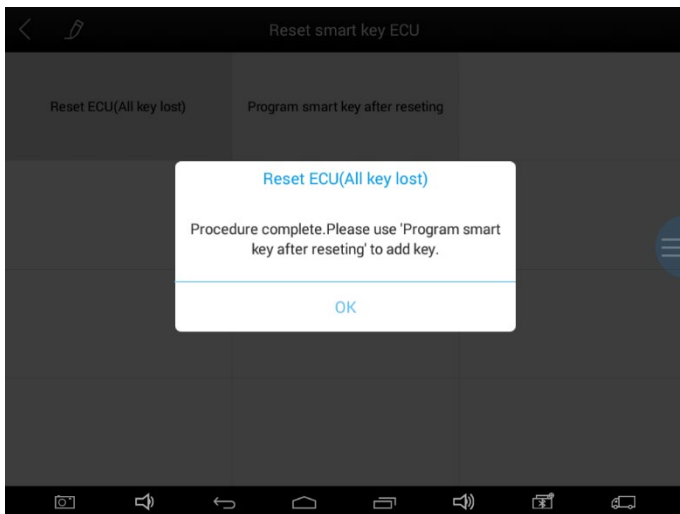 Reset smart key ECU
Reset ECU(All key lost)
Program smart key after reseting
Reset ECU(All key lost)
Procedure complete.Please use 'Program smart
key after reseting' to add key.
OK